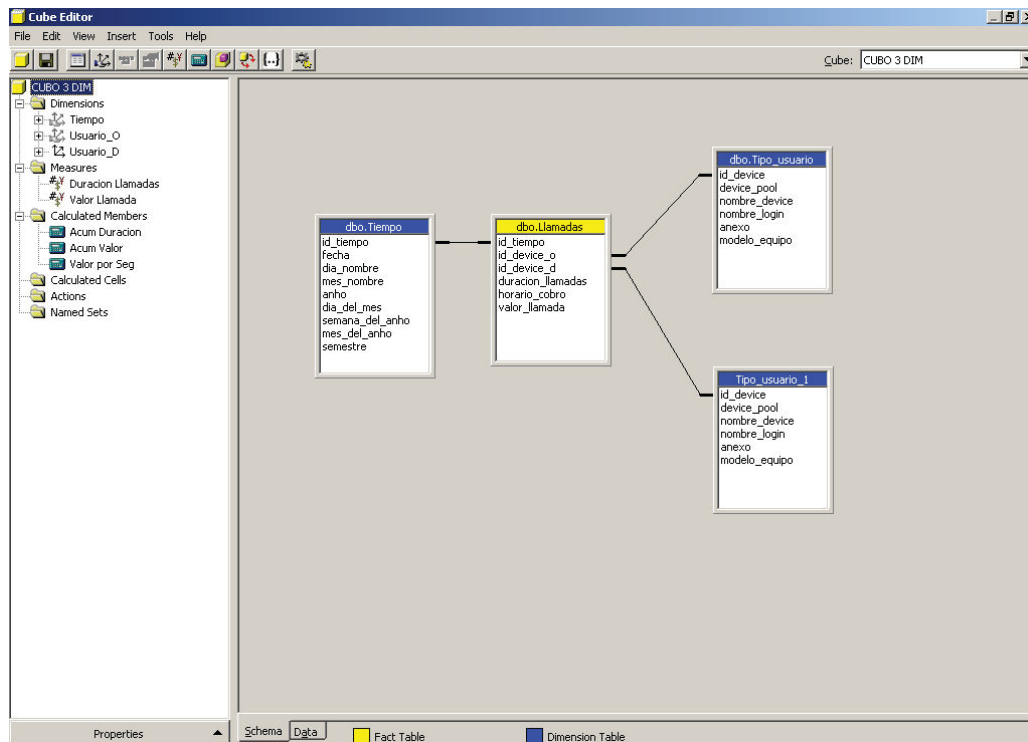 Cube Editor
File Edit View Insert Tools Help
Cube: CUBO 3 DIM
CUBO 3 DIM
Dimensions
Tiempo
Usuario_O
Usuario_D
Measures
Duracion Llamadas
Valor Llamada
Calculated Members
Acum Duracion
Acum Valor
Valor por Seg
Calculated Cells
Actions
Named Sets
Properties
dbo.Tiempo
id_tiempo
fecha
dia_nombre
mes_nombre
anho
dia_del_mes
semana_del_anho
mes_del_anho
semestre
dbo.Llamadas
id_tiempo
id_device_o
id_device_d
duracion_llamadas
horario_cobro
valor_llamada
dbo.Tipo_usuario
id_device
device_pool
nombre_device
nombre_login
anexo
modelo_equipo
Tipo_usuario_1
id_device
device_pool
nombre_device
nombre_login
anexo
modelo_equipo
Schema Data Fact Table Dimension Table